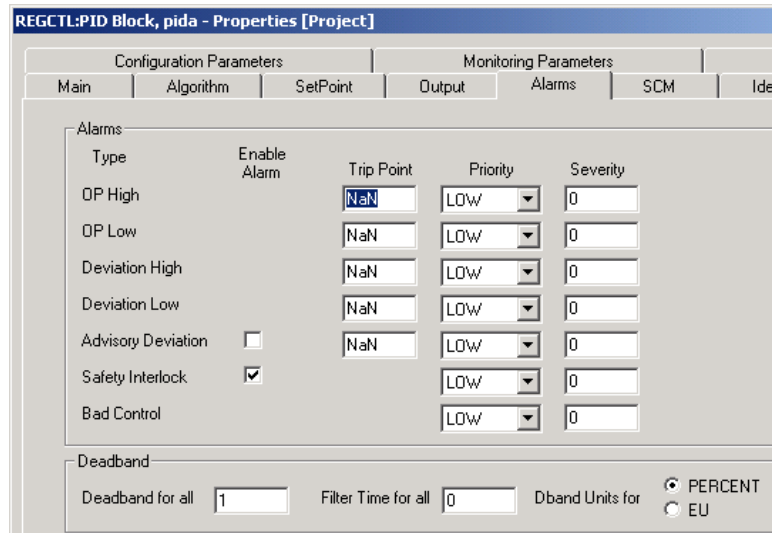 REGCTL:PID Block, pida - Properties [Project]
Configuration Parameters Monitoring Parameters
Main Algorithm SetPoint Output Alarms SCM Ide
Alarms
Type Enable Alarm Trip Point Priority Severity
OP High NaN LOW 0
OP Low NaN LOW 0
Deviation High NaN LOW 0
Deviation Low NaN LOW 0
Advisory Deviation NaN LOW 0
Safety Interlock LOW 0
Bad Control LOW 0
Deadband
Deadband for all 1 Filter Time for all 0 Dband Units for PERCENT
EU